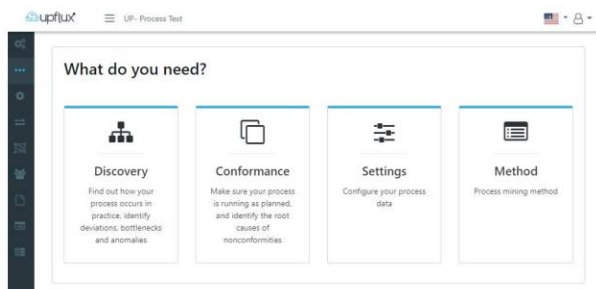 upflux
UP- Process Test
What do you need?
Discovery
Find out how your
process occurs in
practice, identify
deviations, bottlenecks
and anomalies
Conformance
Make sure your process
is running as planned,
and identify the root
causes of
nonconformities
Settings
Configure your process
data
Method
Process mining method